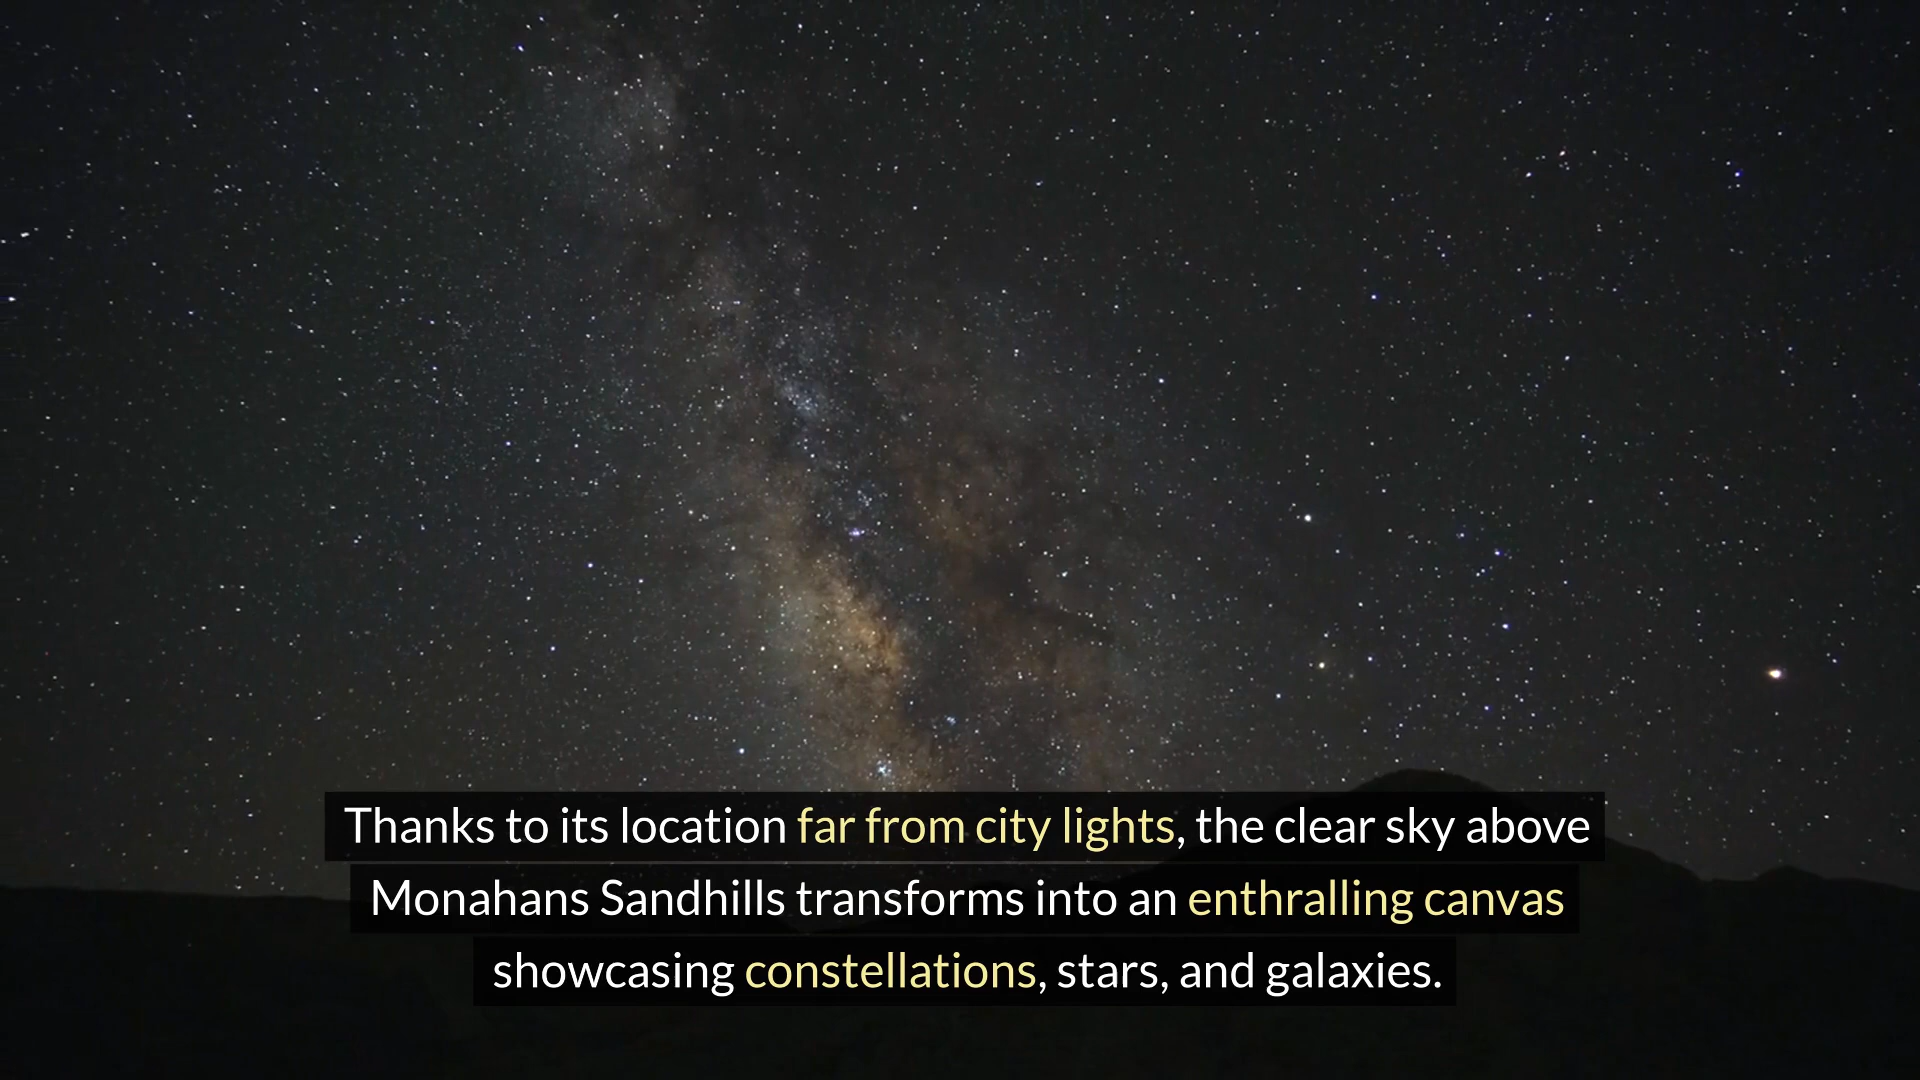 Thanks to its location far from city lights, the clear sky above
Monahans Sandhills transforms into an enthralling canvas
showcasing constellations, stars, and galaxies.